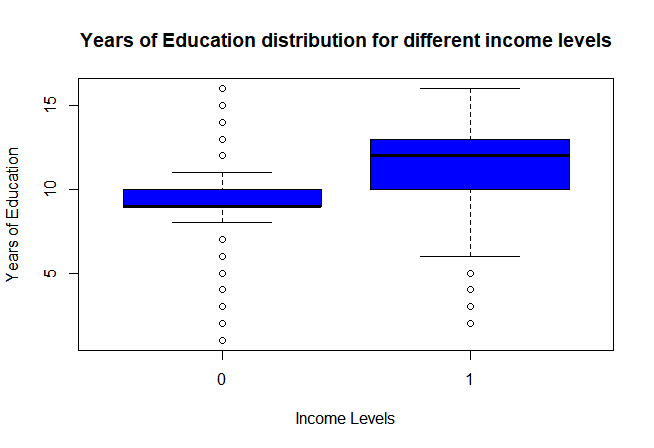 Years of Education distribution for different income levels
Years of Education
15
10
5
0
1
Income Levels